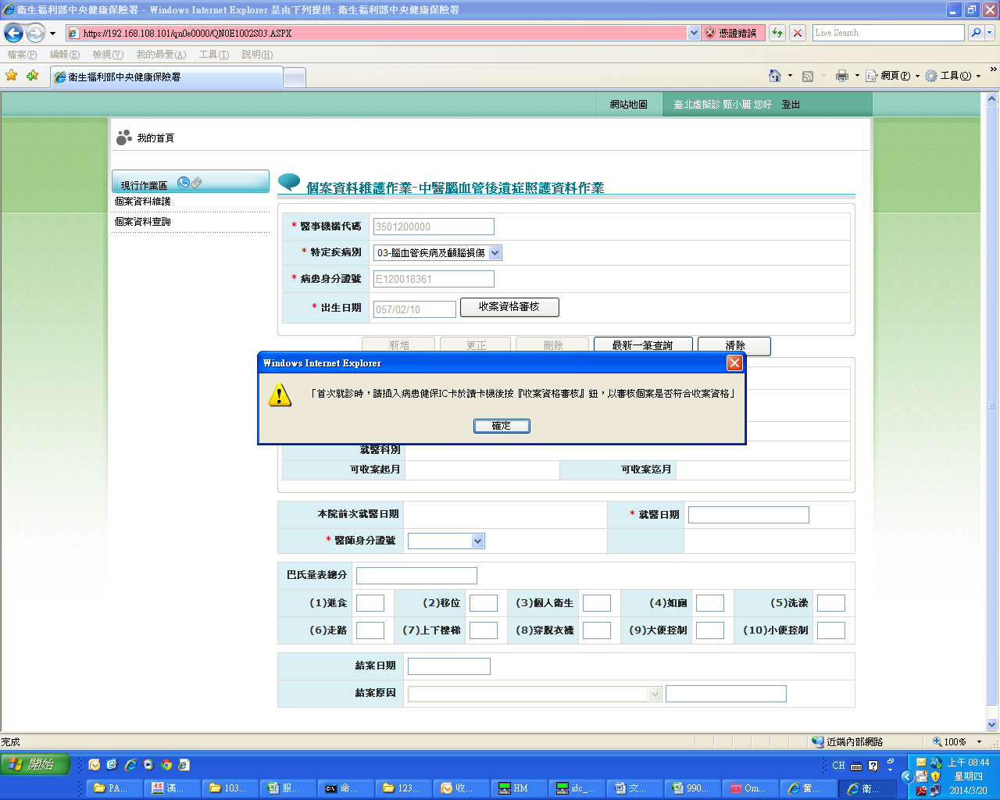 衛生福利部中央健康保險署 - Windows Internet Explorer 是由下列提供: 衛生福利部中央健康保險署
https://192.168.108.101/qn0e0000/QN0E1002S03.ASPX
憑證錯誤
Live Search
檔案(F) 編輯(E) 檢視(V) 我的最愛(A) 工具(T) 說明(H)
衛生福利部中央健康保險署
網頁(P) 工具(O) »
網站地圖 臺北虛擬診 甄小麗 您好 登出
我的首頁
現行作業區
個案資料維護
個案資料查詢
個案資料維護作業-中醫腦血管後遺症照護資料作業
* 醫事機構代碼 3501200000
* 特定疾病別 03-腦血管疾病及顱腦損傷
* 病患身分證號 E120018361
* 出生日期 057/02/10 收案資格審核
新增 更正 刪除 最新一筆查詢 清除
Windows Internet Explorer
「首次就診時，請插入病患健保IC卡於讀卡機後按『收案資格審核』鈕，以審核個案是否符合收案資格」
確定
就醫科別
可收案起月 可收案迄月
本院前次就醫日期 * 就醫日期
* 醫師身分證號
巴氏量表總分
(1)進食 (2)移位 (3)個人衛生 (4)如廁 (5)洗澡
(6)走路 (7)上下樓梯 (8)穿脫衣褲 (9)大便控制 (10)小便控制
結案日期
結案原因
完成 近端內部網路 100%
開始 CH 上午 08:44
星期四
2014/3/20
PA... 漢... 103... 服... 命... 123... 收... HM idc_... 文... 990... Om... 黄... 衛...